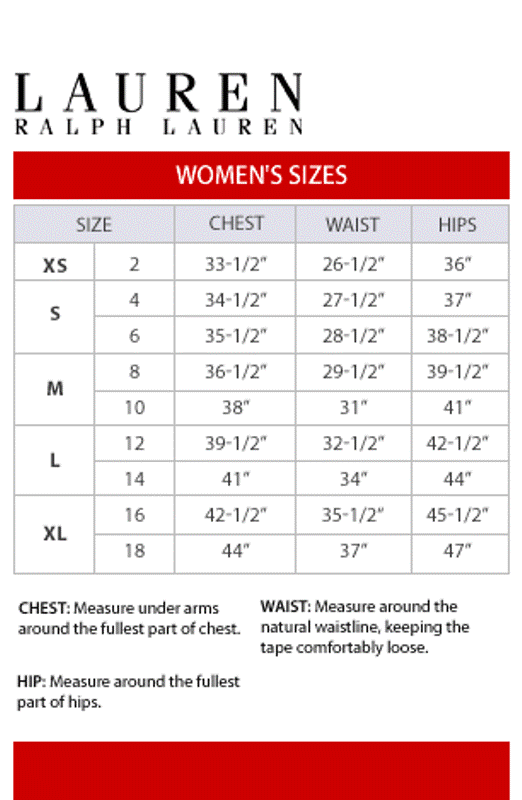 LAUREN
RALPH LAUREN
WOMEN'S SIZES
SIZE CHEST WAIST HIPS
XS 2 33-1/2" 26-1/2" 36"
S 4 34-1/2" 27-1/2" 37"
6 35-1/2" 28-1/2" 38-1/2"
M 8 36-1/2" 29-1/2" 39-1/2"
10 38" 31" 41"
L 12 39-1/2" 32-1/2" 42-1/2"
14 41" 34" 44"
XL 16 42-1/2" 35-1/2" 45-1/2"
18 44" 37" 47"
CHEST: Measure under arms
around the fullest part of chest.
WAIST: Measure around the
natural waistline, keeping the
tape comfortably loose.
HIP: Measure around the fullest
part of hips.